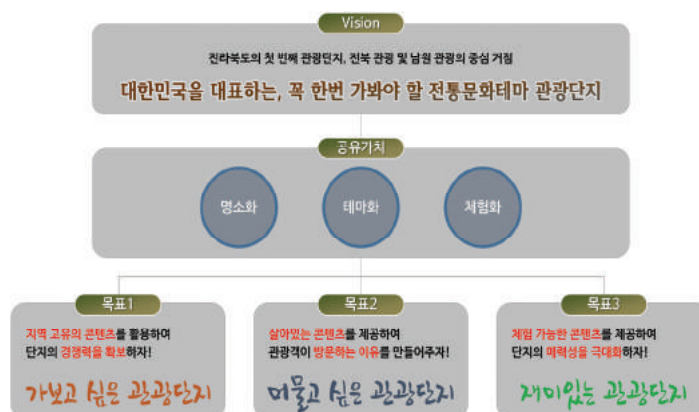 Vision
전라북도의 첫 번째 관광단지, 전북 관광 및 남원 관광의 중심 거점
대한민국을 대표하는, 꼭 한번 가봐야 할 전통문화테마 관광단지
공유가치
명소화 테마화 체험화
목표1
지역 고유의 콘텐츠를 활용하여
단지의 경쟁력을 확보하자!
가보고 싶은 관광단지
목표2
살아있는 콘텐츠를 제공하여
관광객이 방문하는 이유를 만들어주자!
머물고 싶은 관광단지
목표3
체험 가능한 콘텐츠를 제공하여
단지의 매력성을 극대화하자!
재미있는 관광단지